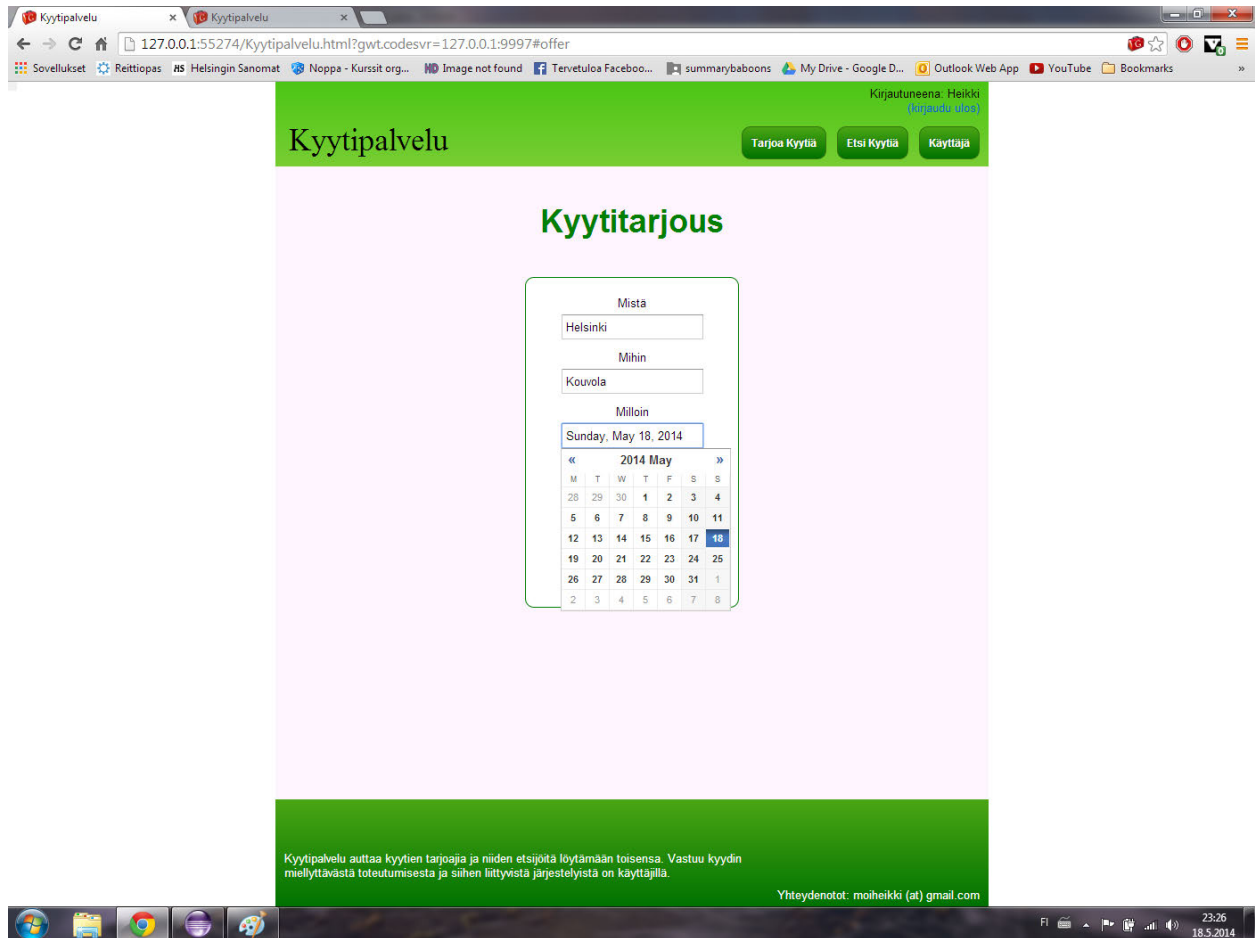 Kyytipalvelu
Kyytipalvelu
127.0.0.1:55274/Kyytipalvelu.html?gwt.codesvr=127.0.0.1:9997#offer
Sovellukset Reittiopas HS Helsingin Sanomat Noppa - Kurssit org... HD Image not found Tervetuloa Faceboo... summarybaboons My Drive - Google D... Outlook Web App YouTube Bookmarks »
Kirjautuneena: Heikki
(kirjaudu ulos)
Kyytipalvelu
Tarjoa Kyytiä Etsi Kyytiä Käyttäjä
Kyytitarjous
Mistä
Helsinki
Mihin
Kouvola
Milloin
Sunday, May 18, 2014
« 2014 May »
M T W T F S S
28 29 30 1 2 3 4
5 6 7 8 9 10 11
12 13 14 15 16 17 18
19 20 21 22 23 24 25
26 27 28 29 30 31 1
2 3 4 5 6 7 8
Kyytipalvelu auttaa kyytien tarjoajia ja niiden etsijöitä löytämään toisensa. Vastuu kyydin
miellyttävästä toteutumisesta ja siihen liittyvistä järjestelyistä on käyttäjillä.
Yhteydenotot: moiheikki (at) gmail.com
FI 23:26
18.5.2014